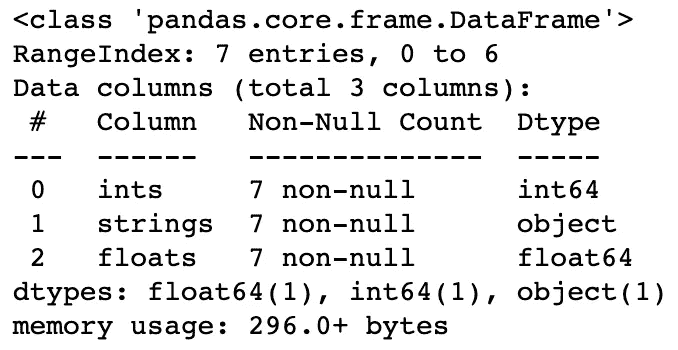 <class 'pandas.core.frame.DataFrame'>
RangeIndex: 7 entries, 0 to 6
Data columns (total 3 columns):
 #   Column   Non-Null Count  Dtype
---  ------   --------------  -----
 0   ints     7 non-null      int64
 1   strings  7 non-null      object
 2   floats   7 non-null      float64
dtypes: float64(1), int64(1), object(1)
memory usage: 296.0+ bytes